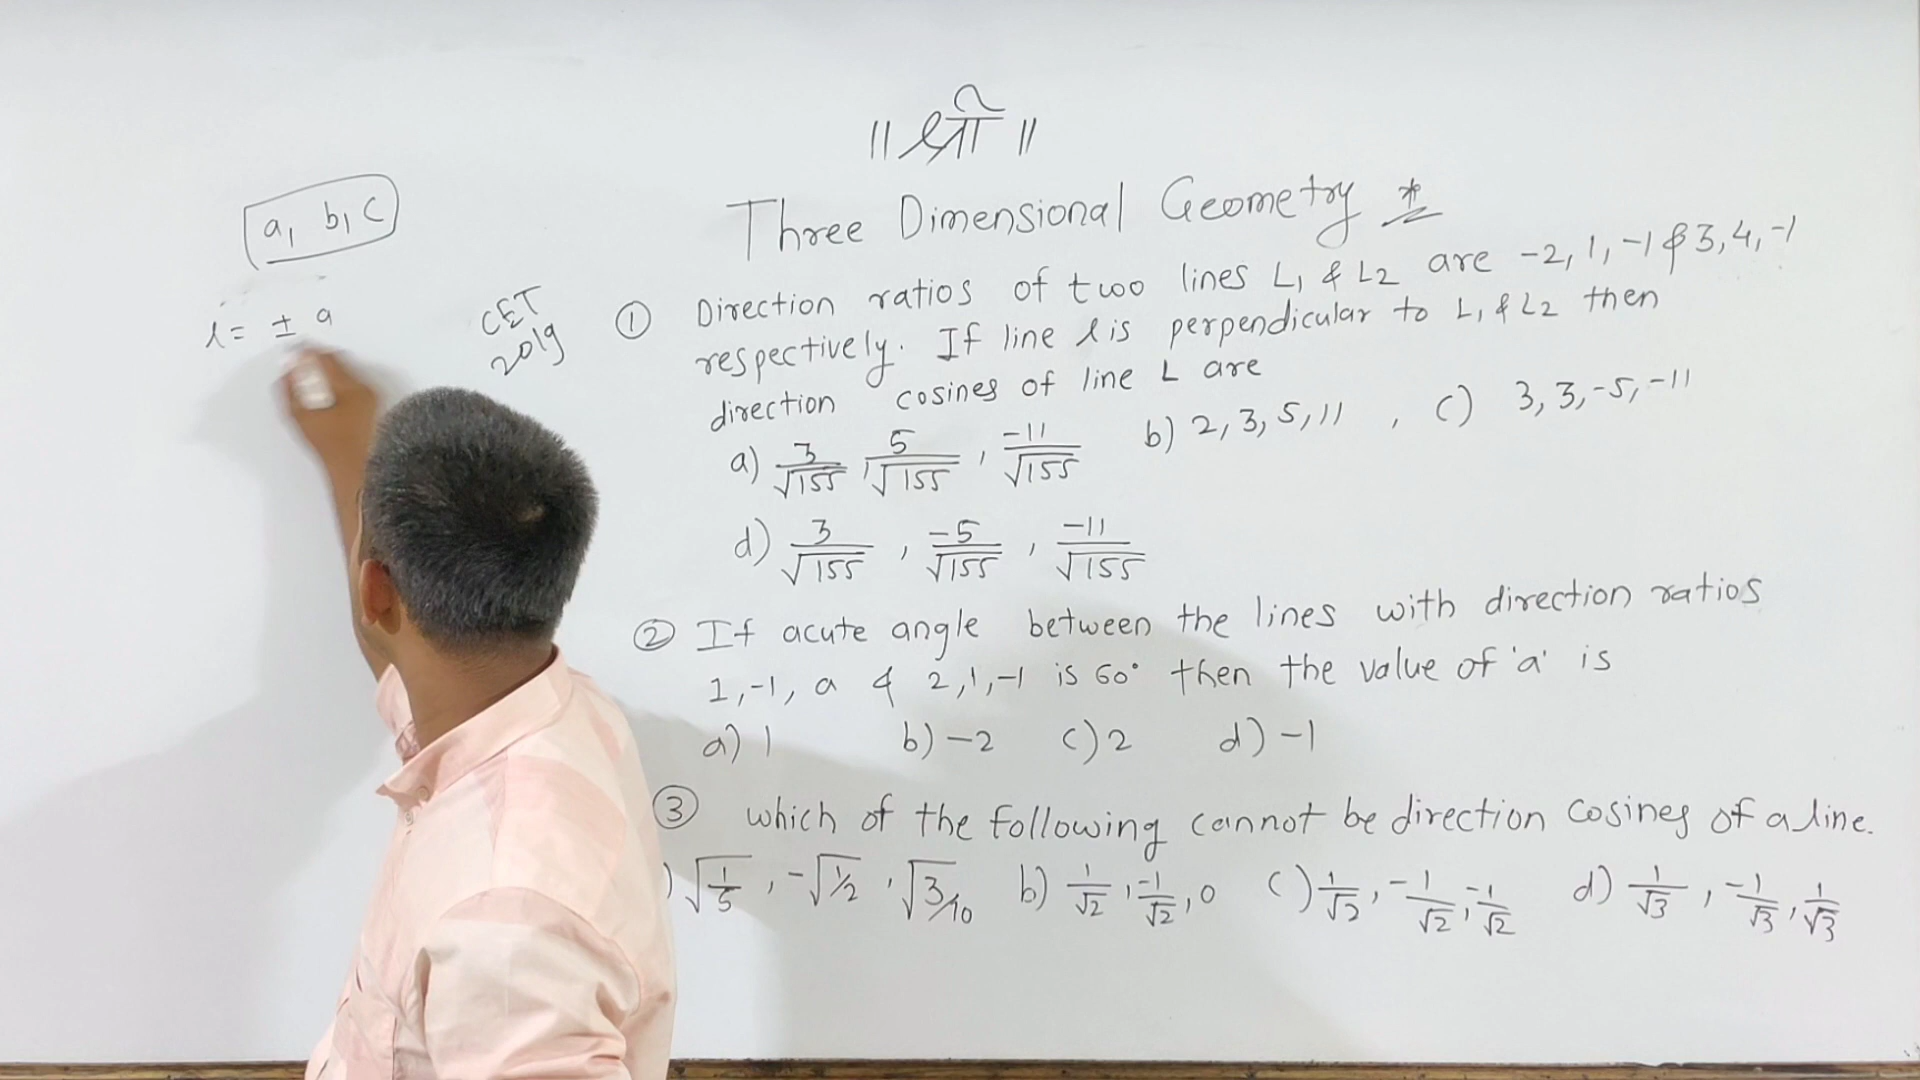 ॥ श्री ॥
Three Dimensional Geometry *
a, b, c
l = ± a
CET
2019
① Direction ratios of two lines L₁ & L2 are -2, 1, -1 & 3, 4, -1
respectively. If line l is perpendicular to L₁ & L2 then
direction cosines of line L are
a) 3/√155, 5/√155, -11/√155 b) 2, 3, 5, 11 , c) 3, 3, -5, -11
d) 3/√155 , -5/√155 , -11/√155
② If acute angle between the lines with direction ratios
1, -1, a & 2, 1, -1 is 60° then the value of 'a' is
a) 1 b) -2 c) 2 d) -1
③ which of the following cannot be direction cosines of a line.
) √1/5 , -√1/2 , √3/10 b) 1/√2 , -1/√2 , 0 c) 1/√2 , -1/√2 , -1/√2 d) 1/√3 , -1/√3 , 1/√3